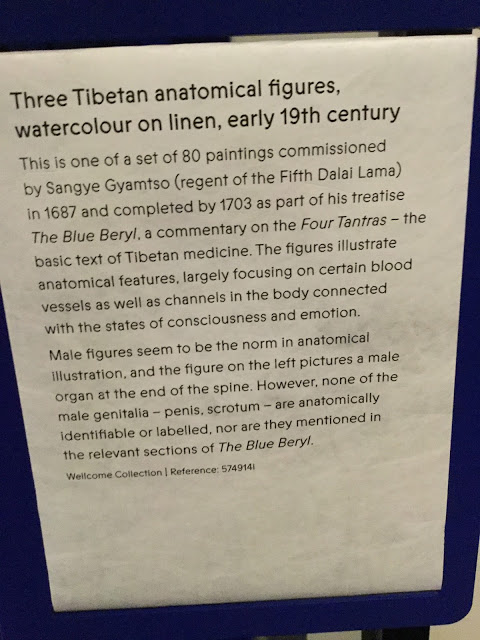 Three Tibetan anatomical figures,
watercolour on linen, early 19th century
This is one of a set of 80 paintings commissioned
by Sangye Gyamtso (regent of the Fifth Dalai Lama)
in 1687 and completed by 1703 as part of his treatise
The Blue Beryl, a commentary on the Four Tantras – the
basic text of Tibetan medicine. The figures illustrate
anatomical features, largely focusing on certain blood
vessels as well as channels in the body connected
with the states of consciousness and emotion.
Male figures seem to be the norm in anatomical
illustration, and the figure on the left pictures a male
organ at the end of the spine. However, none of the
male genitalia – penis, scrotum – are anatomically
identifiable or labelled, nor are they mentioned in
the relevant sections of The Blue Beryl.
Wellcome Collection | Reference: 574914i